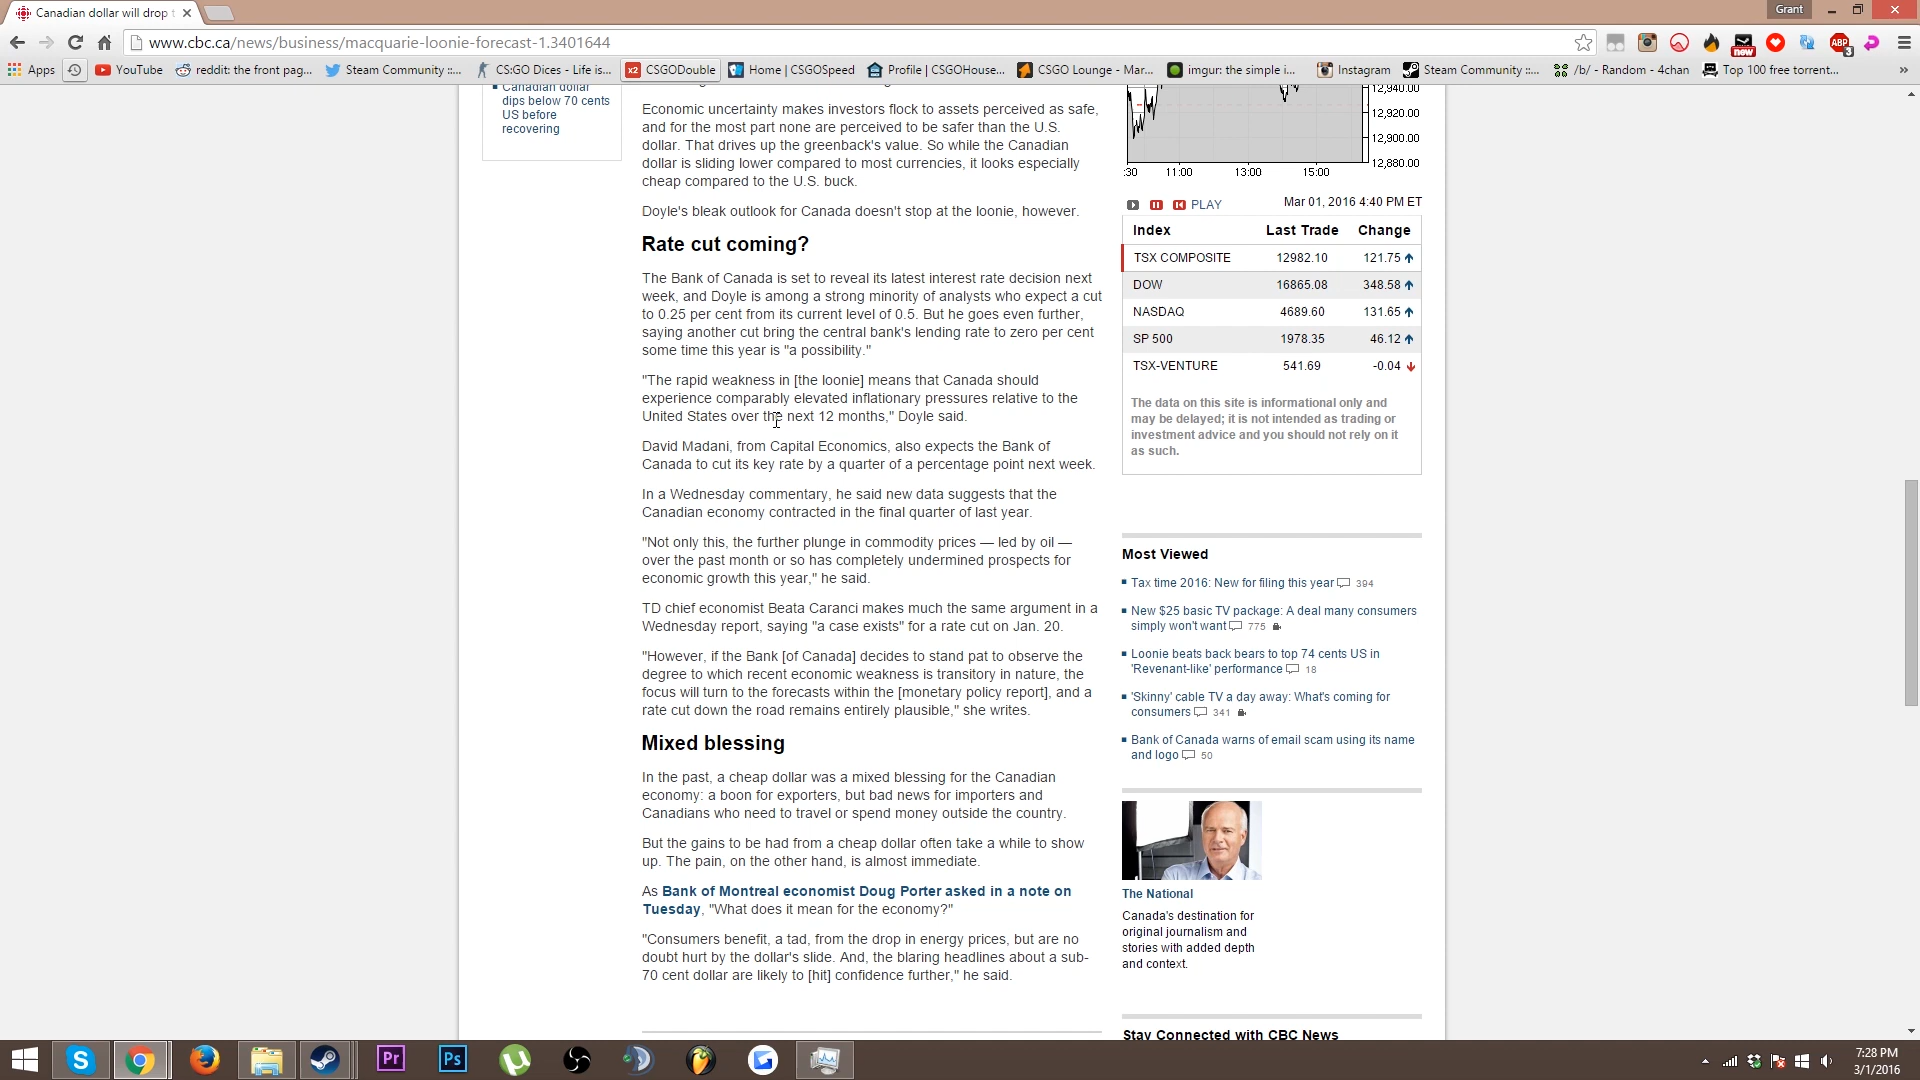 Canadian dollar will drop t
Grant
www.cbc.ca/news/business/macquarie-loonie-forecast-1.3401644
new
ABP
3
Apps
YouTube
reddit: the front pag...
Steam Community ::...
CS:GO Dices - Life is...
x2 CSGODouble
Home | CSGOSpeed
Profile | CSGOHouse...
CSGO Lounge - Mar...
imgur: the simple i...
Instagram
Steam Community ::...
/b/ - Random - 4chan
Top 100 free torrent...
»
Canadian dollar
dips below 70 cents
US before
recovering
Economic uncertainty makes investors flock to assets perceived as safe,
and for the most part none are perceived to be safer than the U.S.
dollar. That drives up the greenback's value. So while the Canadian
dollar is sliding lower compared to most currencies, it looks especially
cheap compared to the U.S. buck.
Doyle's bleak outlook for Canada doesn't stop at the loonie, however.
Rate cut coming?
The Bank of Canada is set to reveal its latest interest rate decision next
week, and Doyle is among a strong minority of analysts who expect a cut
to 0.25 per cent from its current level of 0.5. But he goes even further,
saying another cut bring the central bank's lending rate to zero per cent
some time this year is "a possibility."
"The rapid weakness in [the loonie] means that Canada should
experience comparably elevated inflationary pressures relative to the
United States over the next 12 months," Doyle said.
David Madani, from Capital Economics, also expects the Bank of
Canada to cut its key rate by a quarter of a percentage point next week.
In a Wednesday commentary, he said new data suggests that the
Canadian economy contracted in the final quarter of last year.
"Not only this, the further plunge in commodity prices — led by oil —
over the past month or so has completely undermined prospects for
economic growth this year," he said.
TD chief economist Beata Caranci makes much the same argument in a
Wednesday report, saying "a case exists" for a rate cut on Jan. 20.
"However, if the Bank [of Canada] decides to stand pat to observe the
degree to which recent economic weakness is transitory in nature, the
focus will turn to the forecasts within the [monetary policy report], and a
rate cut down the road remains entirely plausible," she writes.
Mixed blessing
In the past, a cheap dollar was a mixed blessing for the Canadian
economy: a boon for exporters, but bad news for importers and
Canadians who need to travel or spend money outside the country.
But the gains to be had from a cheap dollar often take a while to show
up. The pain, on the other hand, is almost immediate.
As Bank of Montreal economist Doug Porter asked in a note on
Tuesday, "What does it mean for the economy?"
"Consumers benefit, a tad, from the drop in energy prices, but are no
doubt hurt by the dollar's slide. And, the blaring headlines about a sub-
70 cent dollar are likely to [hit] confidence further," he said.
12,940.00
12,920.00
12,900.00
12,880.00
:30 11:00 13:00 15:00
PLAY Mar 01, 2016 4:40 PM ET
Index Last Trade Change
TSX COMPOSITE 12982.10 121.75
DOW 16865.08 348.58
NASDAQ 4689.60 131.65
SP 500 1978.35 46.12
TSX-VENTURE 541.69 -0.04
The data on this site is informational only and
may be delayed; it is not intended as trading or
investment advice and you should not rely on it
as such.
Most Viewed
Tax time 2016: New for filing this year 394
New $25 basic TV package: A deal many consumers
simply won't want 775
Loonie beats back bears to top 74 cents US in
'Revenant-like' performance 18
'Skinny' cable TV a day away: What's coming for
consumers 341
Bank of Canada warns of email scam using its name
and logo 50
The National
Canada's destination for
original journalism and
stories with added depth
and context.
Stay Connected with CBC News
Pr
Ps
7:28 PM
3/1/2016